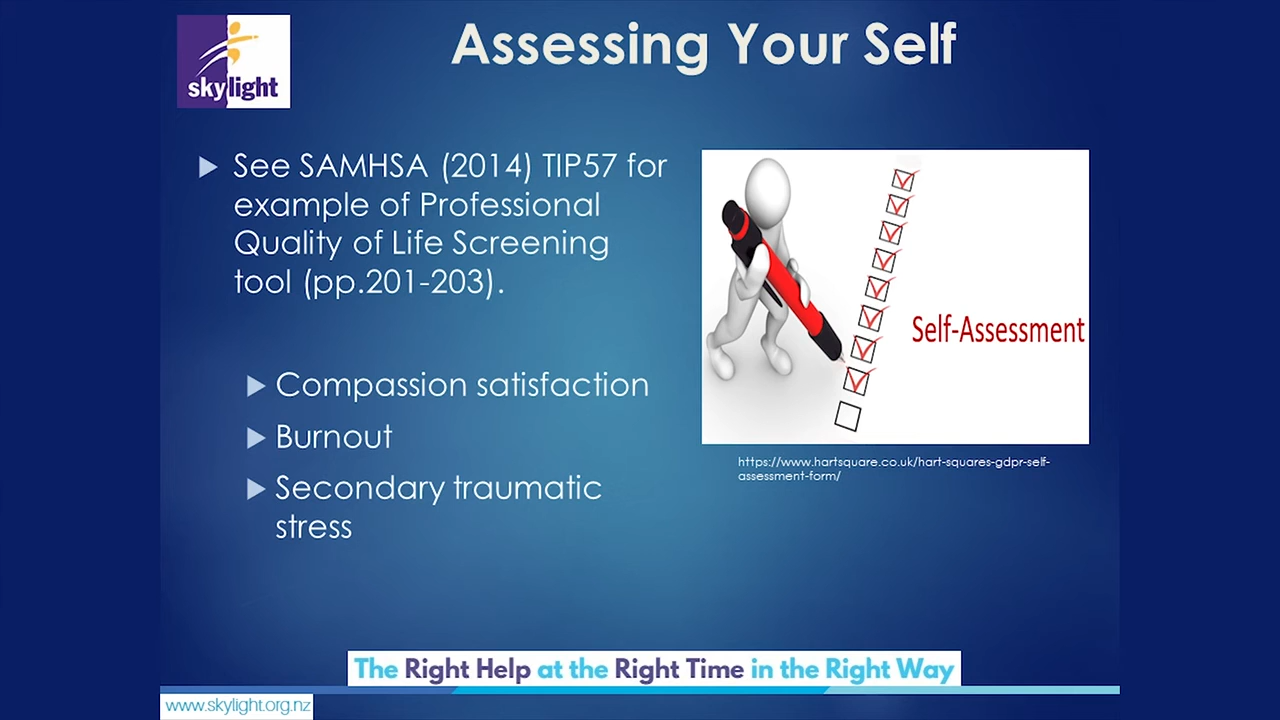 Assessing Your Self
skylight
See SAMHSA (2014) TIP57 for
example of Professional
Quality of Life Screening
tool (pp.201-203).
Compassion satisfaction
Burnout
Secondary traumatic
stress
Self-Assessment
https://www.hartsquare.co.uk/hart-squares-gdpr-self-
assessment-form/
The Right Help at the Right Time in the Right Way
www.skylight.org.nz